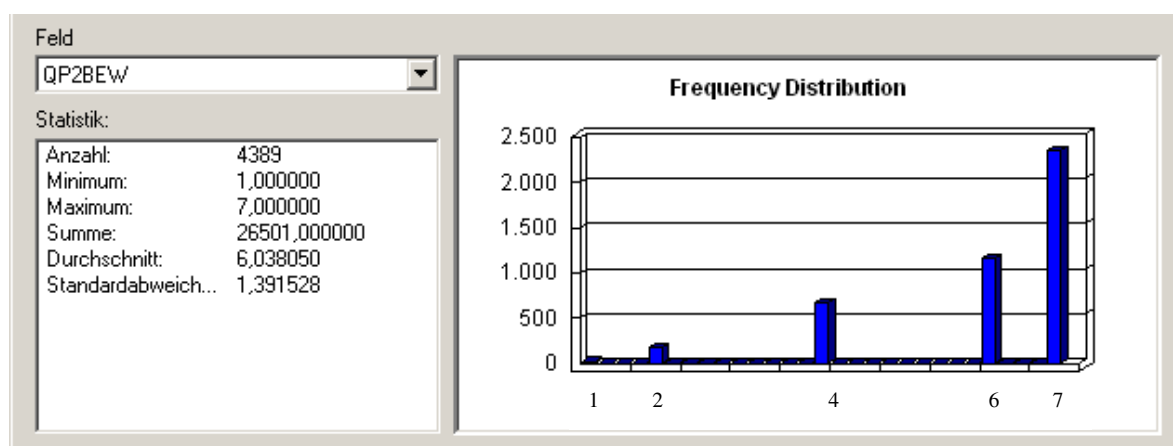 Feld
QP2BEW
Statistik:
Anzahl: 4389
Minimum: 1,000000
Maximum: 7,000000
Summe: 26501,000000
Durchschnitt: 6,038050
Standardabweich... 1,391528
Frequency Distribution
2.500
2.000
1.500
1.000
500
0
1 2 4 6 7